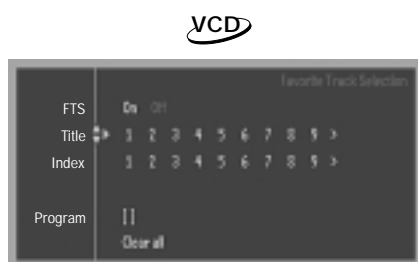 VCD
Favorite Track Selection
FTS On Off
Title 1 2 3 4 5 6 7 8 9 >
Index 1 2 3 4 5 6 7 8 9 >
Program [ ]
Clear all